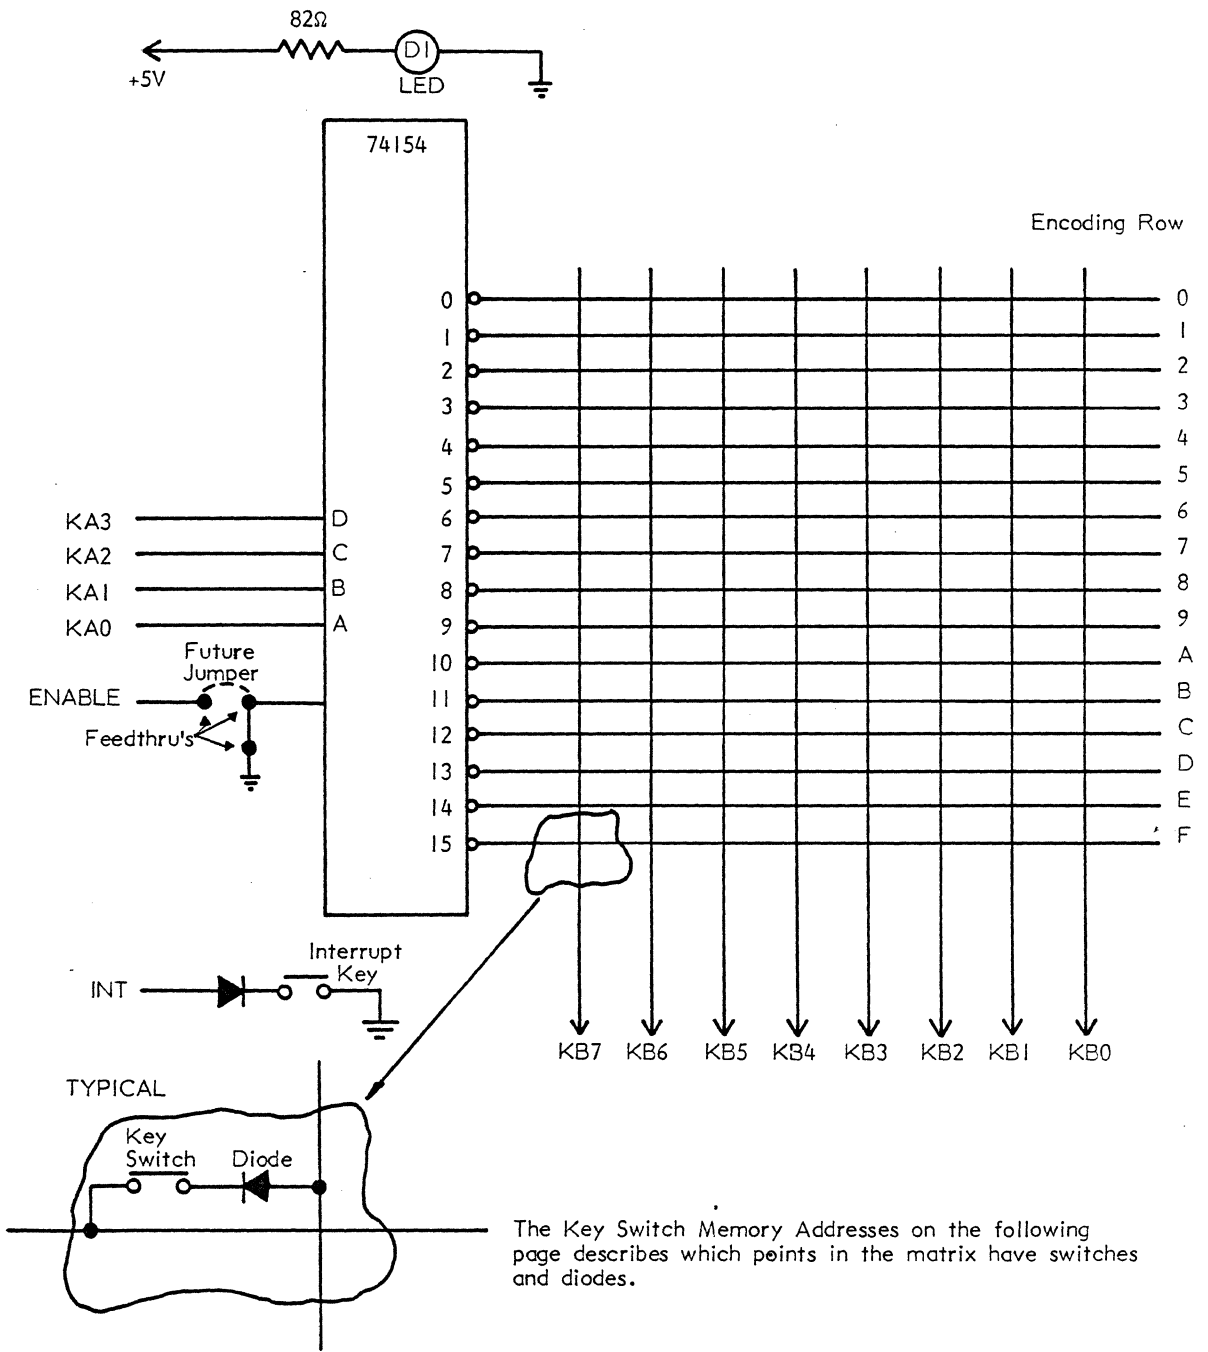 82Ω
D1
+5V
LED
74154
Encoding Row
0 0
1 1
2 2
3 3
4 4
5 5
KA3 D 6 6
KA2 C 7 7
KA1 B 8 8
KA0 A 9 9
Future
Jumper
10 A
ENABLE 11 B
Feedthru's 12 C
13 D
14 E
15 F
Interrupt
Key
INT
KB7 KB6 KB5 KB4 KB3 KB2 KB1 KB0
TYPICAL
Key
Switch Diode
The Key Switch Memory Addresses on the following
page describes which points in the matrix have switches
and diodes.